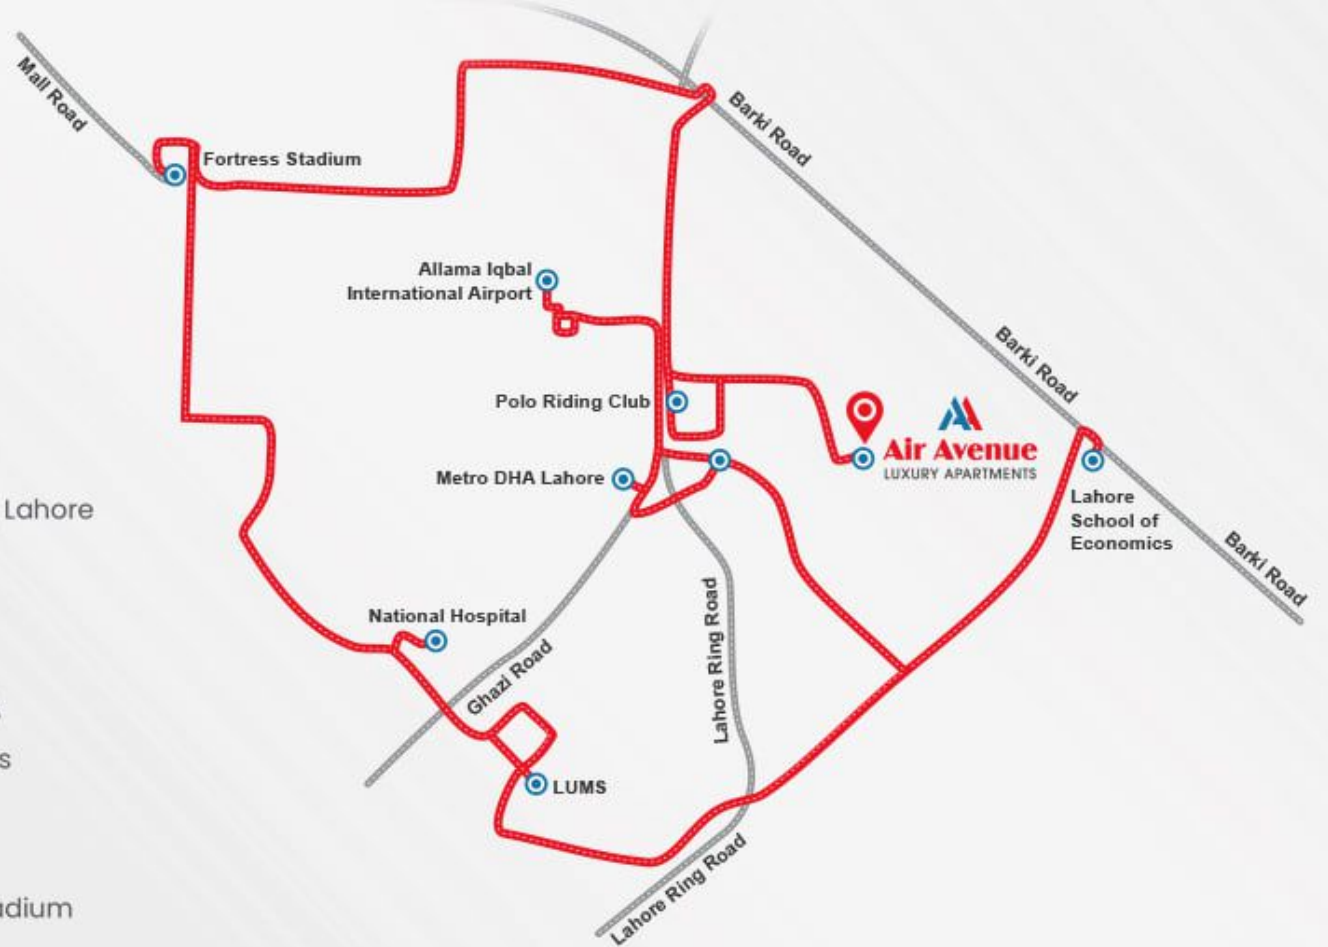 Mall Road
Fortress Stadium
Barki Road
Allama Iqbal
International Airport
Barki Road
Polo Riding Club
Air Avenue
LUXURY APARTMENTS
Metro DHA Lahore
Lahore
School of
Economics
Lahore
Barki Road
National Hospital
Lahore Ring Road
Ghazi Road
LUMS
Lahore Ring Road